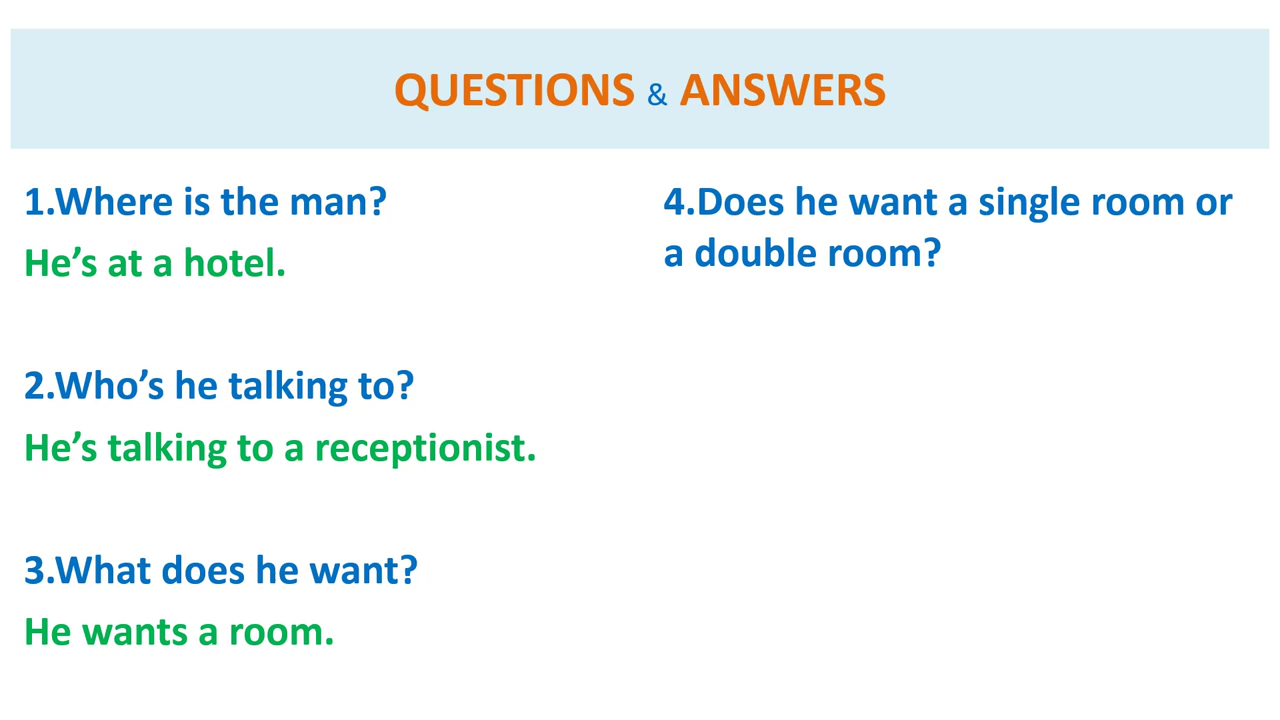 QUESTIONS & ANSWERS
1.Where is the man?
He’s at a hotel.
2.Who’s he talking to?
He’s talking to a receptionist.
3.What does he want?
He wants a room.
4.Does he want a single room or
a double room?